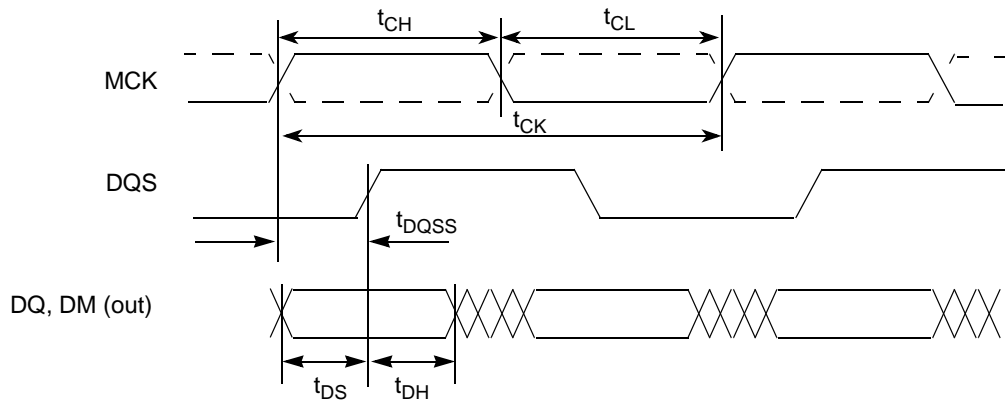 tCH
tCL
MCK
tCK
DQS
tDQSS
DQ, DM (out)
tDS
tDH